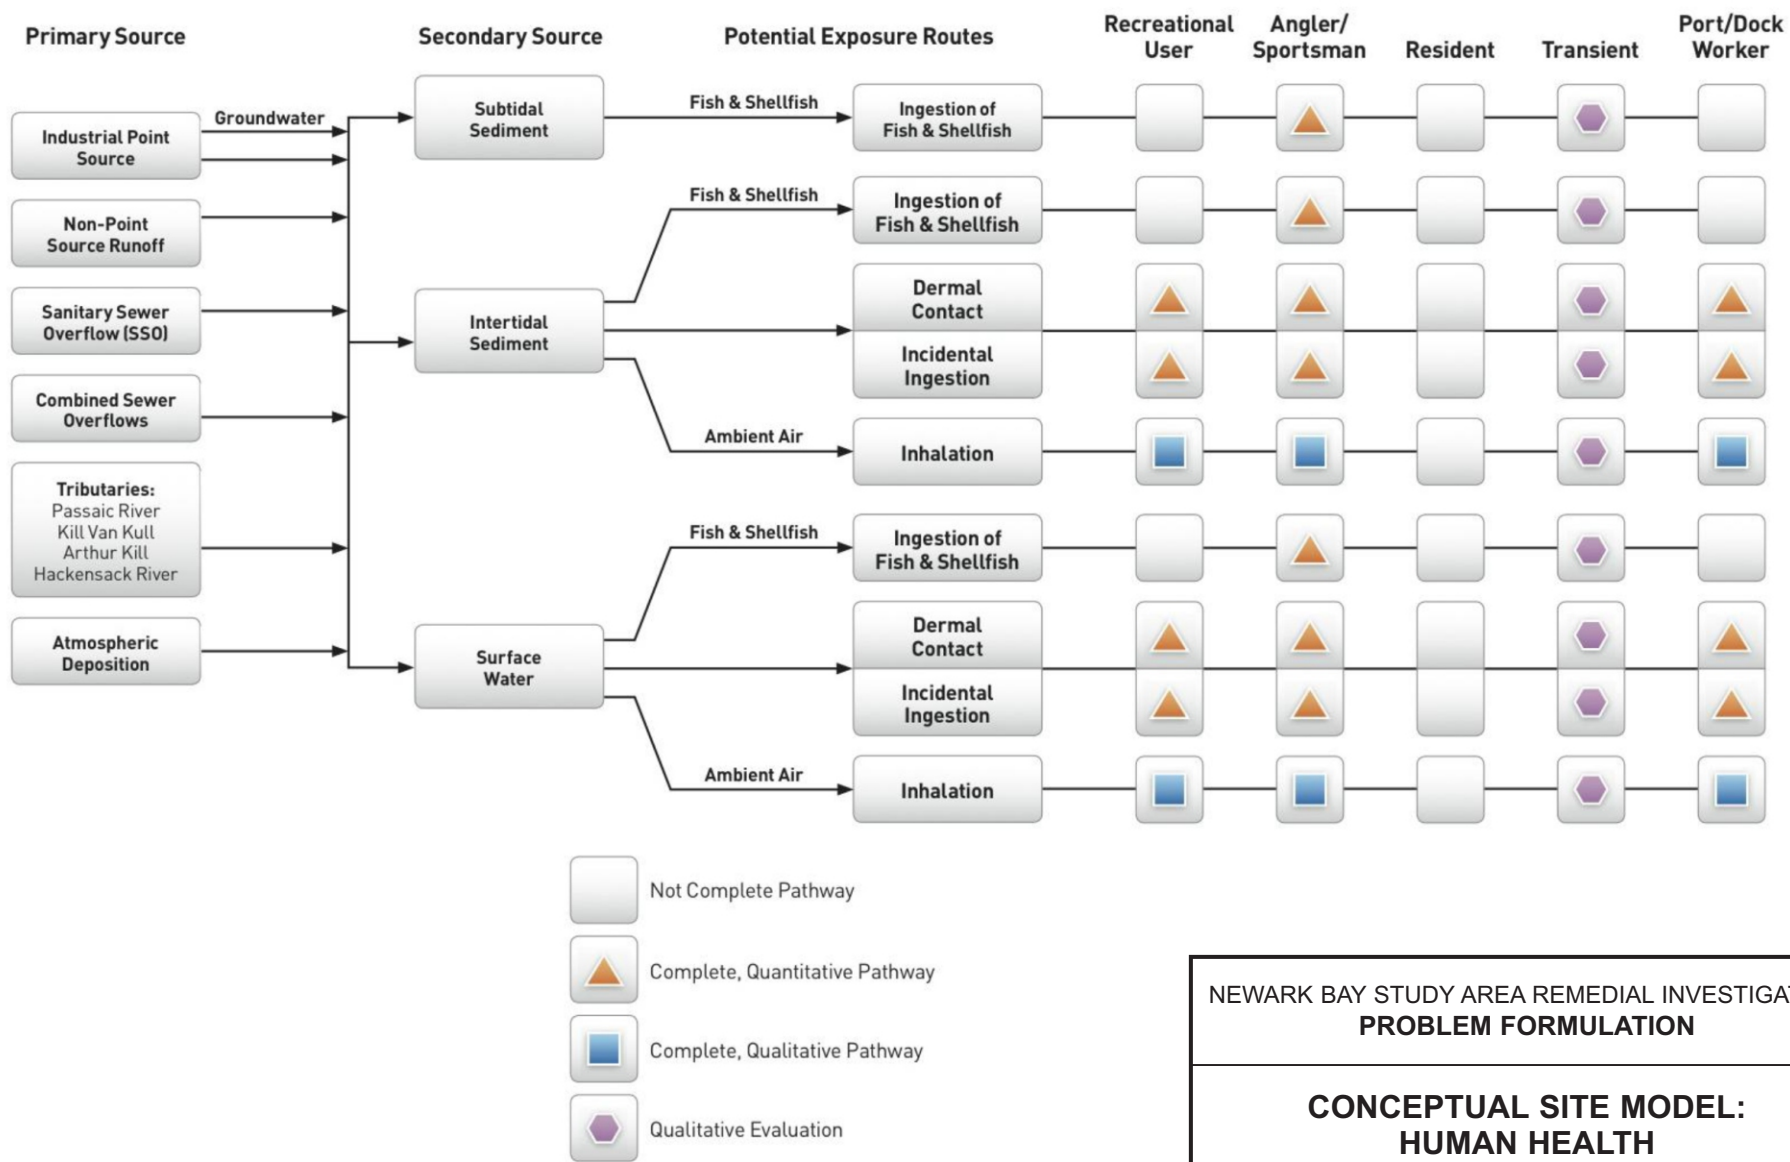 Primary Source
Secondary Source
Potential Exposure Routes
Recreational
User
Angler/
Sportsman
Resident
Transient
Port/Dock
Worker
Industrial Point
Source
Groundwater
Non-Point
Source Runoff
Sanitary Sewer
Overflow (SSO)
Combined Sewer
Overflows
Tributaries:
Passaic River
Kill Van Kull
Arthur Kill
Hackensack River
Atmospheric
Deposition
Subtidal
Sediment
Fish & Shellfish
Ingestion of
Fish & Shellfish
Intertidal
Sediment
Fish & Shellfish
Ingestion of
Fish & Shellfish
Dermal
Contact
Incidental
Ingestion
Ambient Air
Inhalation
Surface
Water
Fish & Shellfish
Ingestion of
Fish & Shellfish
Dermal
Contact
Incidental
Ingestion
Ambient Air
Inhalation
Not Complete Pathway
Complete, Quantitative Pathway
Complete, Qualitative Pathway
Qualitative Evaluation
NEWARK BAY STUDY AREA REMEDIAL INVESTIGAT
PROBLEM FORMULATION
CONCEPTUAL SITE MODEL:
HUMAN HEALTH